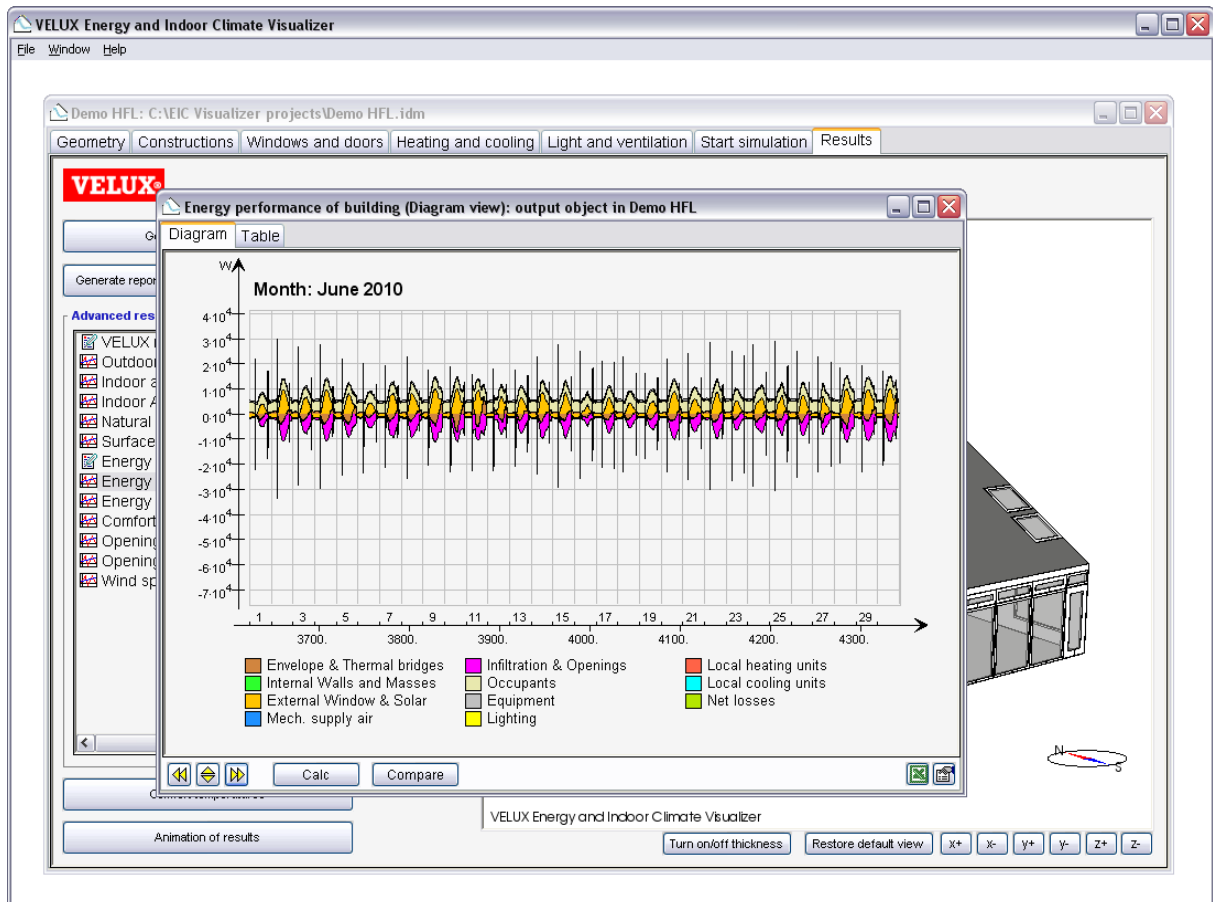 VELUX Energy and Indoor Climate Visualizer
File Window Help
Demo HFL: C:\EIC Visualizer projects\Demo HFL.idm
Geometry Constructions Windows and doors Heating and cooling Light and ventilation Start simulation Results
VELUX®
Energy performance of building (Diagram view): output object in Demo HFL
Diagram Table
Generate repor
Advanced res
VELUX
Outdoor
Indoor a
Indoor A
Natural
Surface
Energy
Energy
Energy
Comfort
Opening
Opening
Wind sp
W
Month: June 2010
4·10⁴
3·10⁴
2·10⁴
1·10⁴
0·10⁴
-1·10⁴
-2·10⁴
-3·10⁴
-4·10⁴
-5·10⁴
-6·10⁴
-7·10⁴
1 3 5 7 9 11 13 15 17 19 21 23 25 27 29
3700. 3800. 3900. 4000. 4100. 4200. 4300.
Envelope & Thermal bridges Infiltration & Openings Local heating units
Internal Walls and Masses Occupants Local cooling units
External Window & Solar Equipment Net losses
Mech. supply air Lighting
Calc Compare
N S
VELUX Energy and Indoor Climate Visualizer
Animation of results
Turn on/off thickness Restore default view x+ x- y+ y- z+ z-